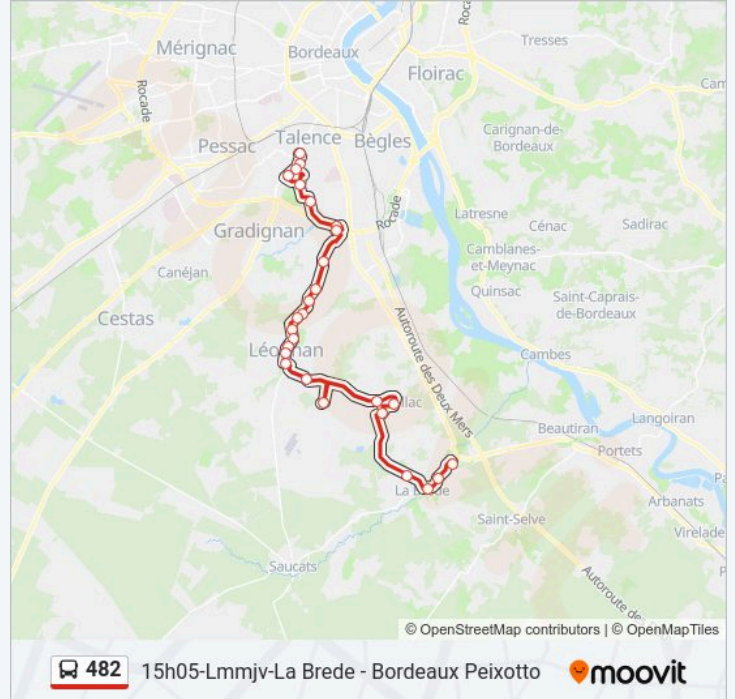 Mérignac
Bordeaux
Tresses
Floirac
Rocade
Pessac
Talence
Bègles
Carignan-de-
Bordeaux
Rocade
Latresne
Gradignan
Cénac
Sadirac
Camblanes-
et-Meynac
Canéjan
Quinsac
Saint-Caprais-
de-Bordeaux
Cestas
Autoroute des Deux Mers
Léognan
Cambes
Langoiran
Beautiran
Portets
La Brède
Arbanats
Saint-Selve
Virelade
Saucats
Autoroute de
© OpenStreetMap contributors | © OpenMapTiles
482 15h05-Lmmjv-La Brede - Bordeaux Peixotto
moovit